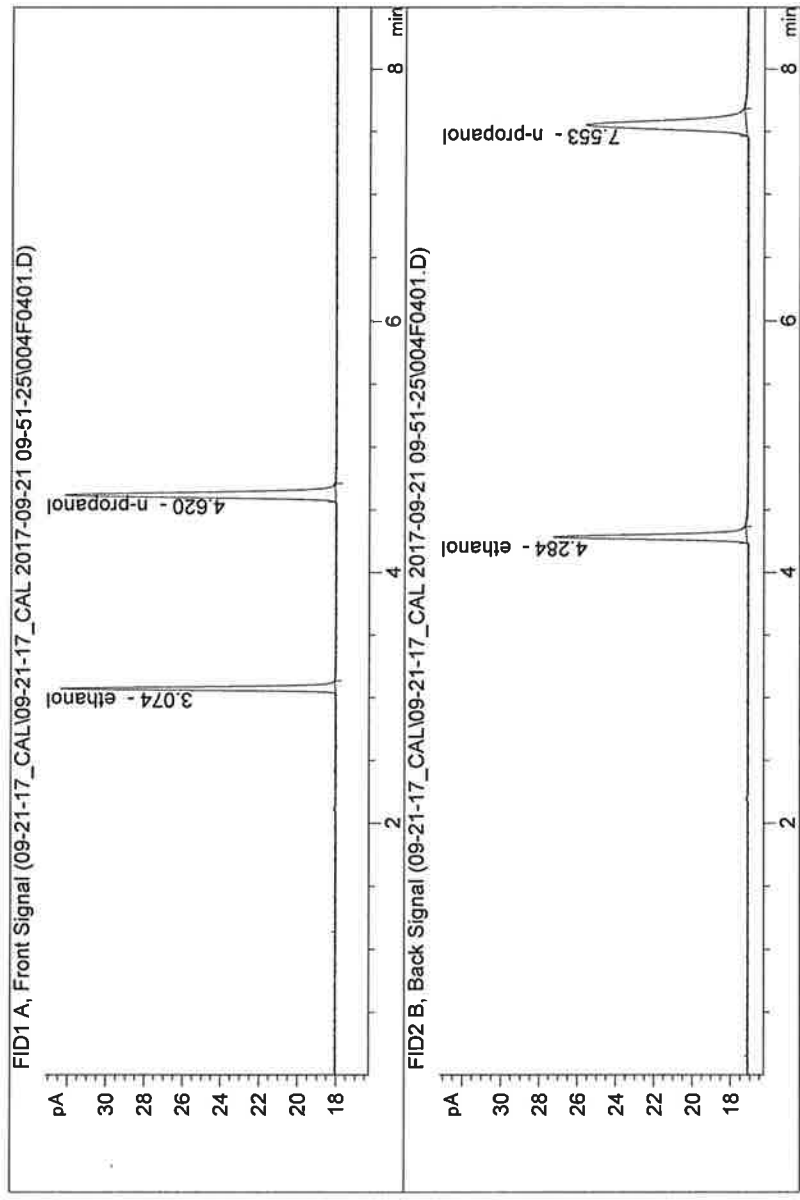 FID1 A, Front Signal (09-21-17_CAL\09-21-17_CAL 2017-09-21 09-51-25\004F0401.D)
pA
30
28
26
24
22
20
18
3.074 - ethanol
4.620 - n-propanol
2
4
6
8
min
FID2 B, Back Signal (09-21-17_CAL\09-21-17_CAL 2017-09-21 09-51-25\004F0401.D)
pA
30
28
26
24
22
20
18
4.284 - ethanol
7.553 - n-propanol
2
4
6
8
min